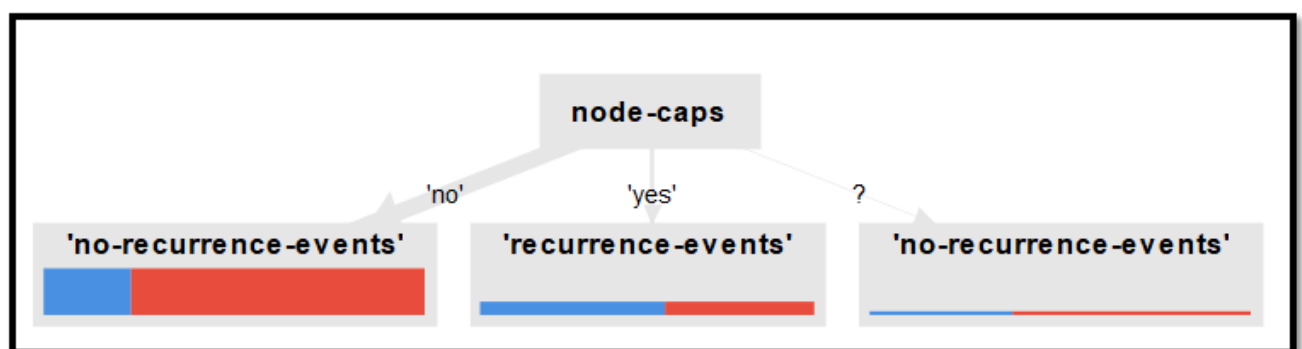 node-caps
'no'
'yes'
?
'no-recurrence-events'
'recurrence-events'
'no-recurrence-events'